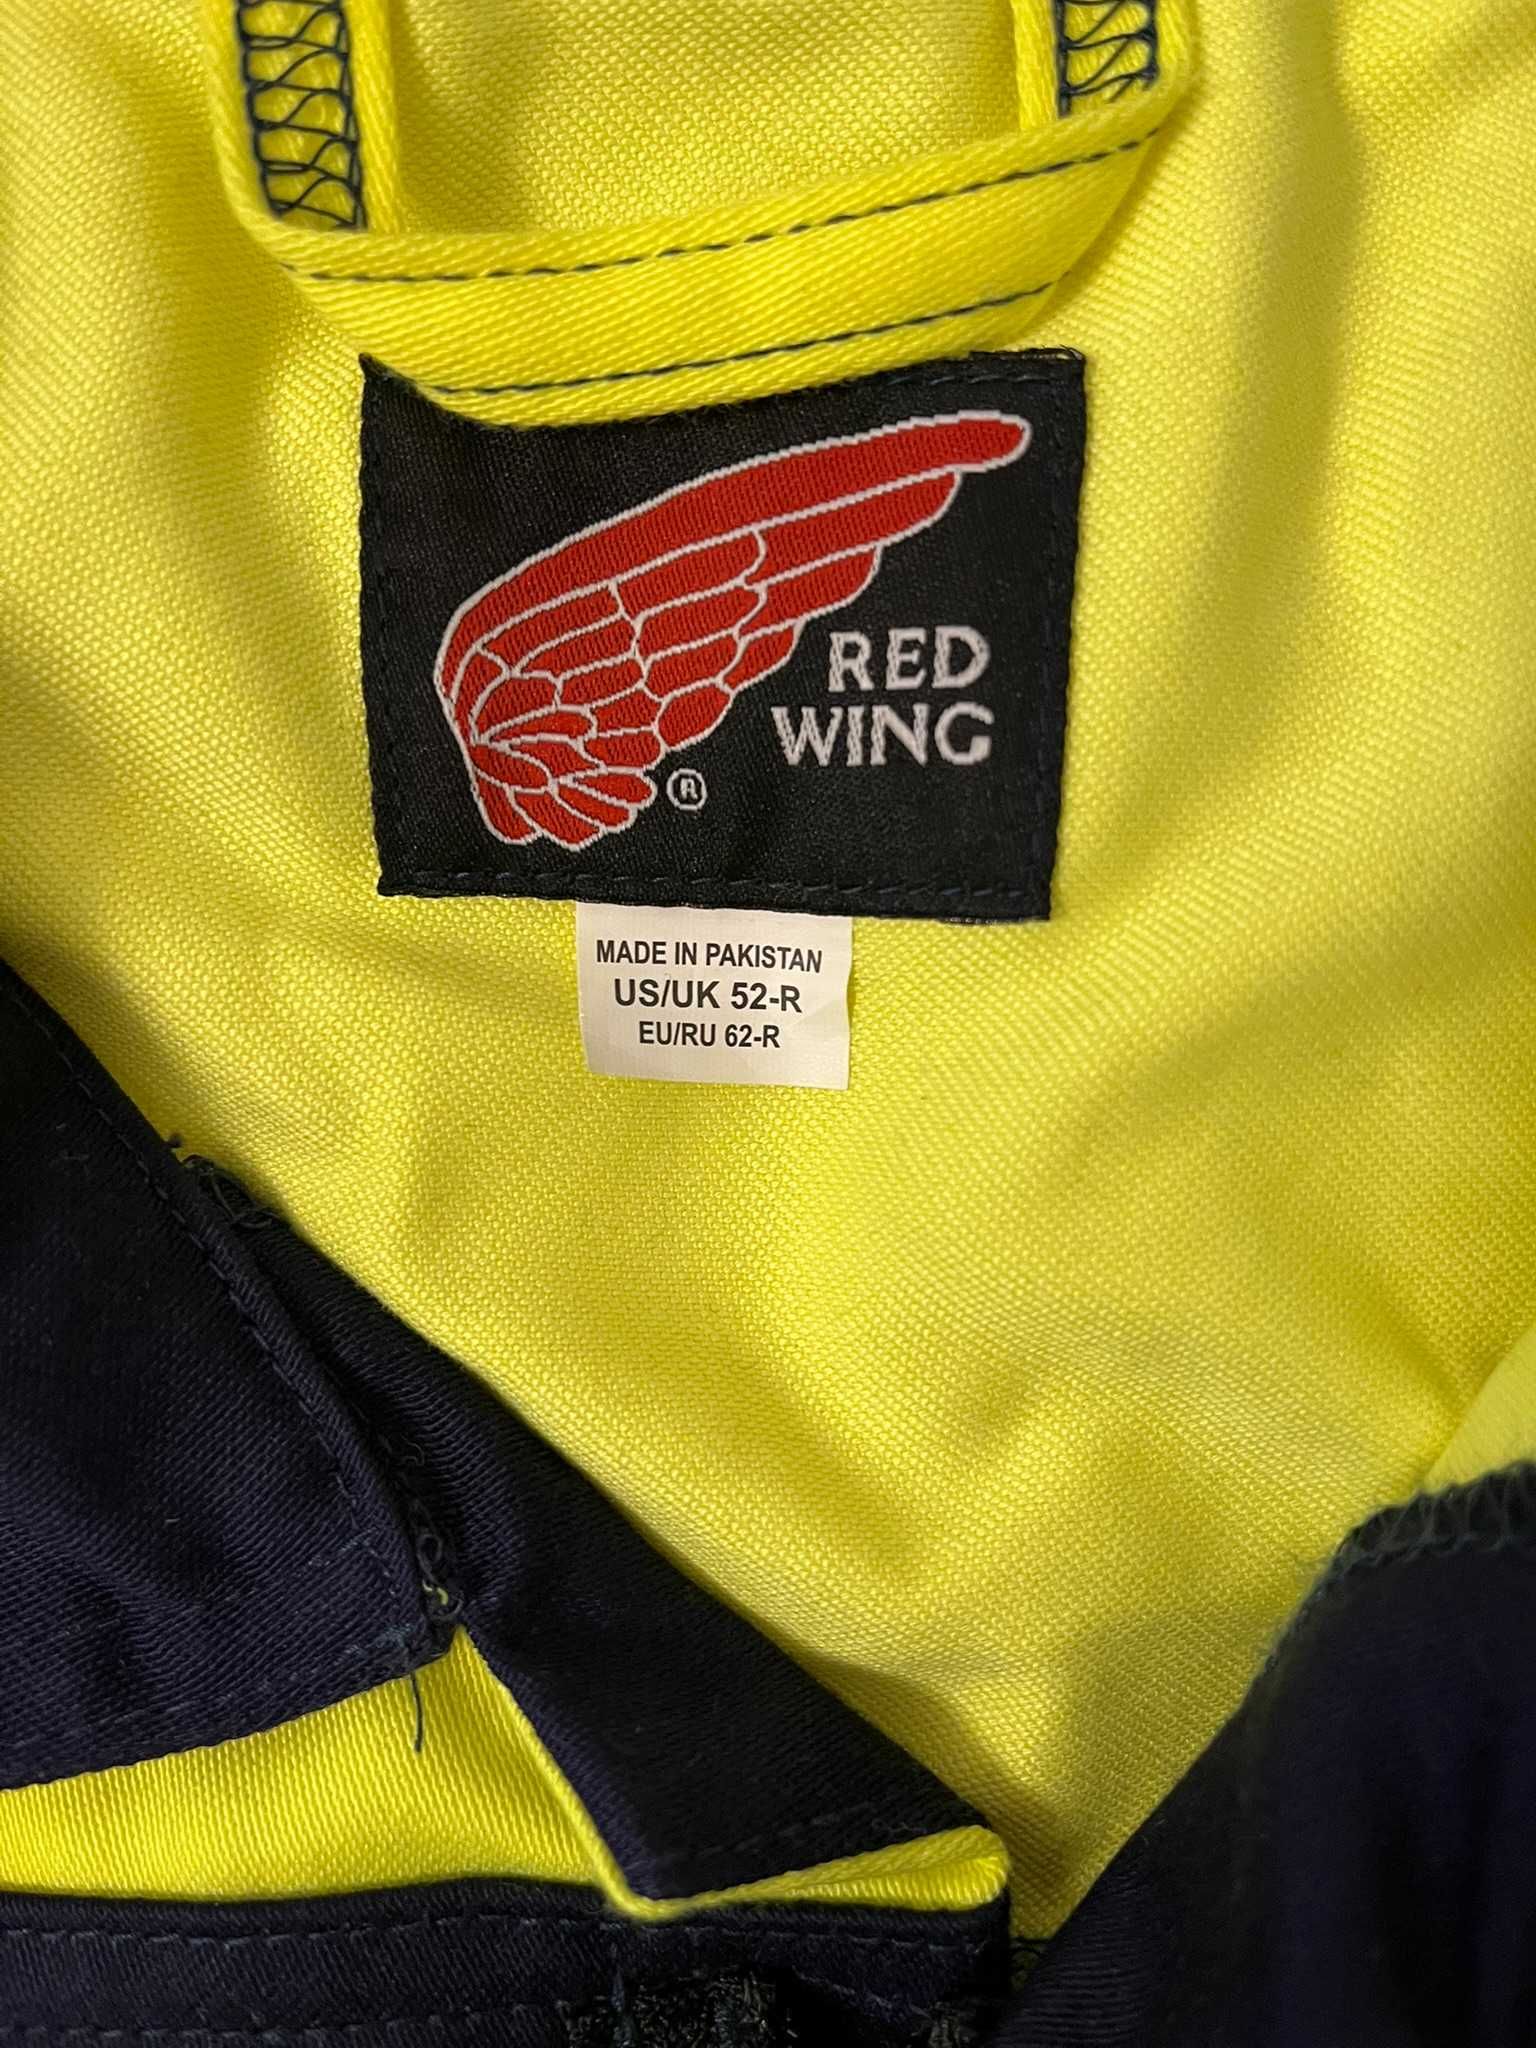 RED
WING
®
MADE IN PAKISTAN
US/UK 52-R
EU/RU 62-R